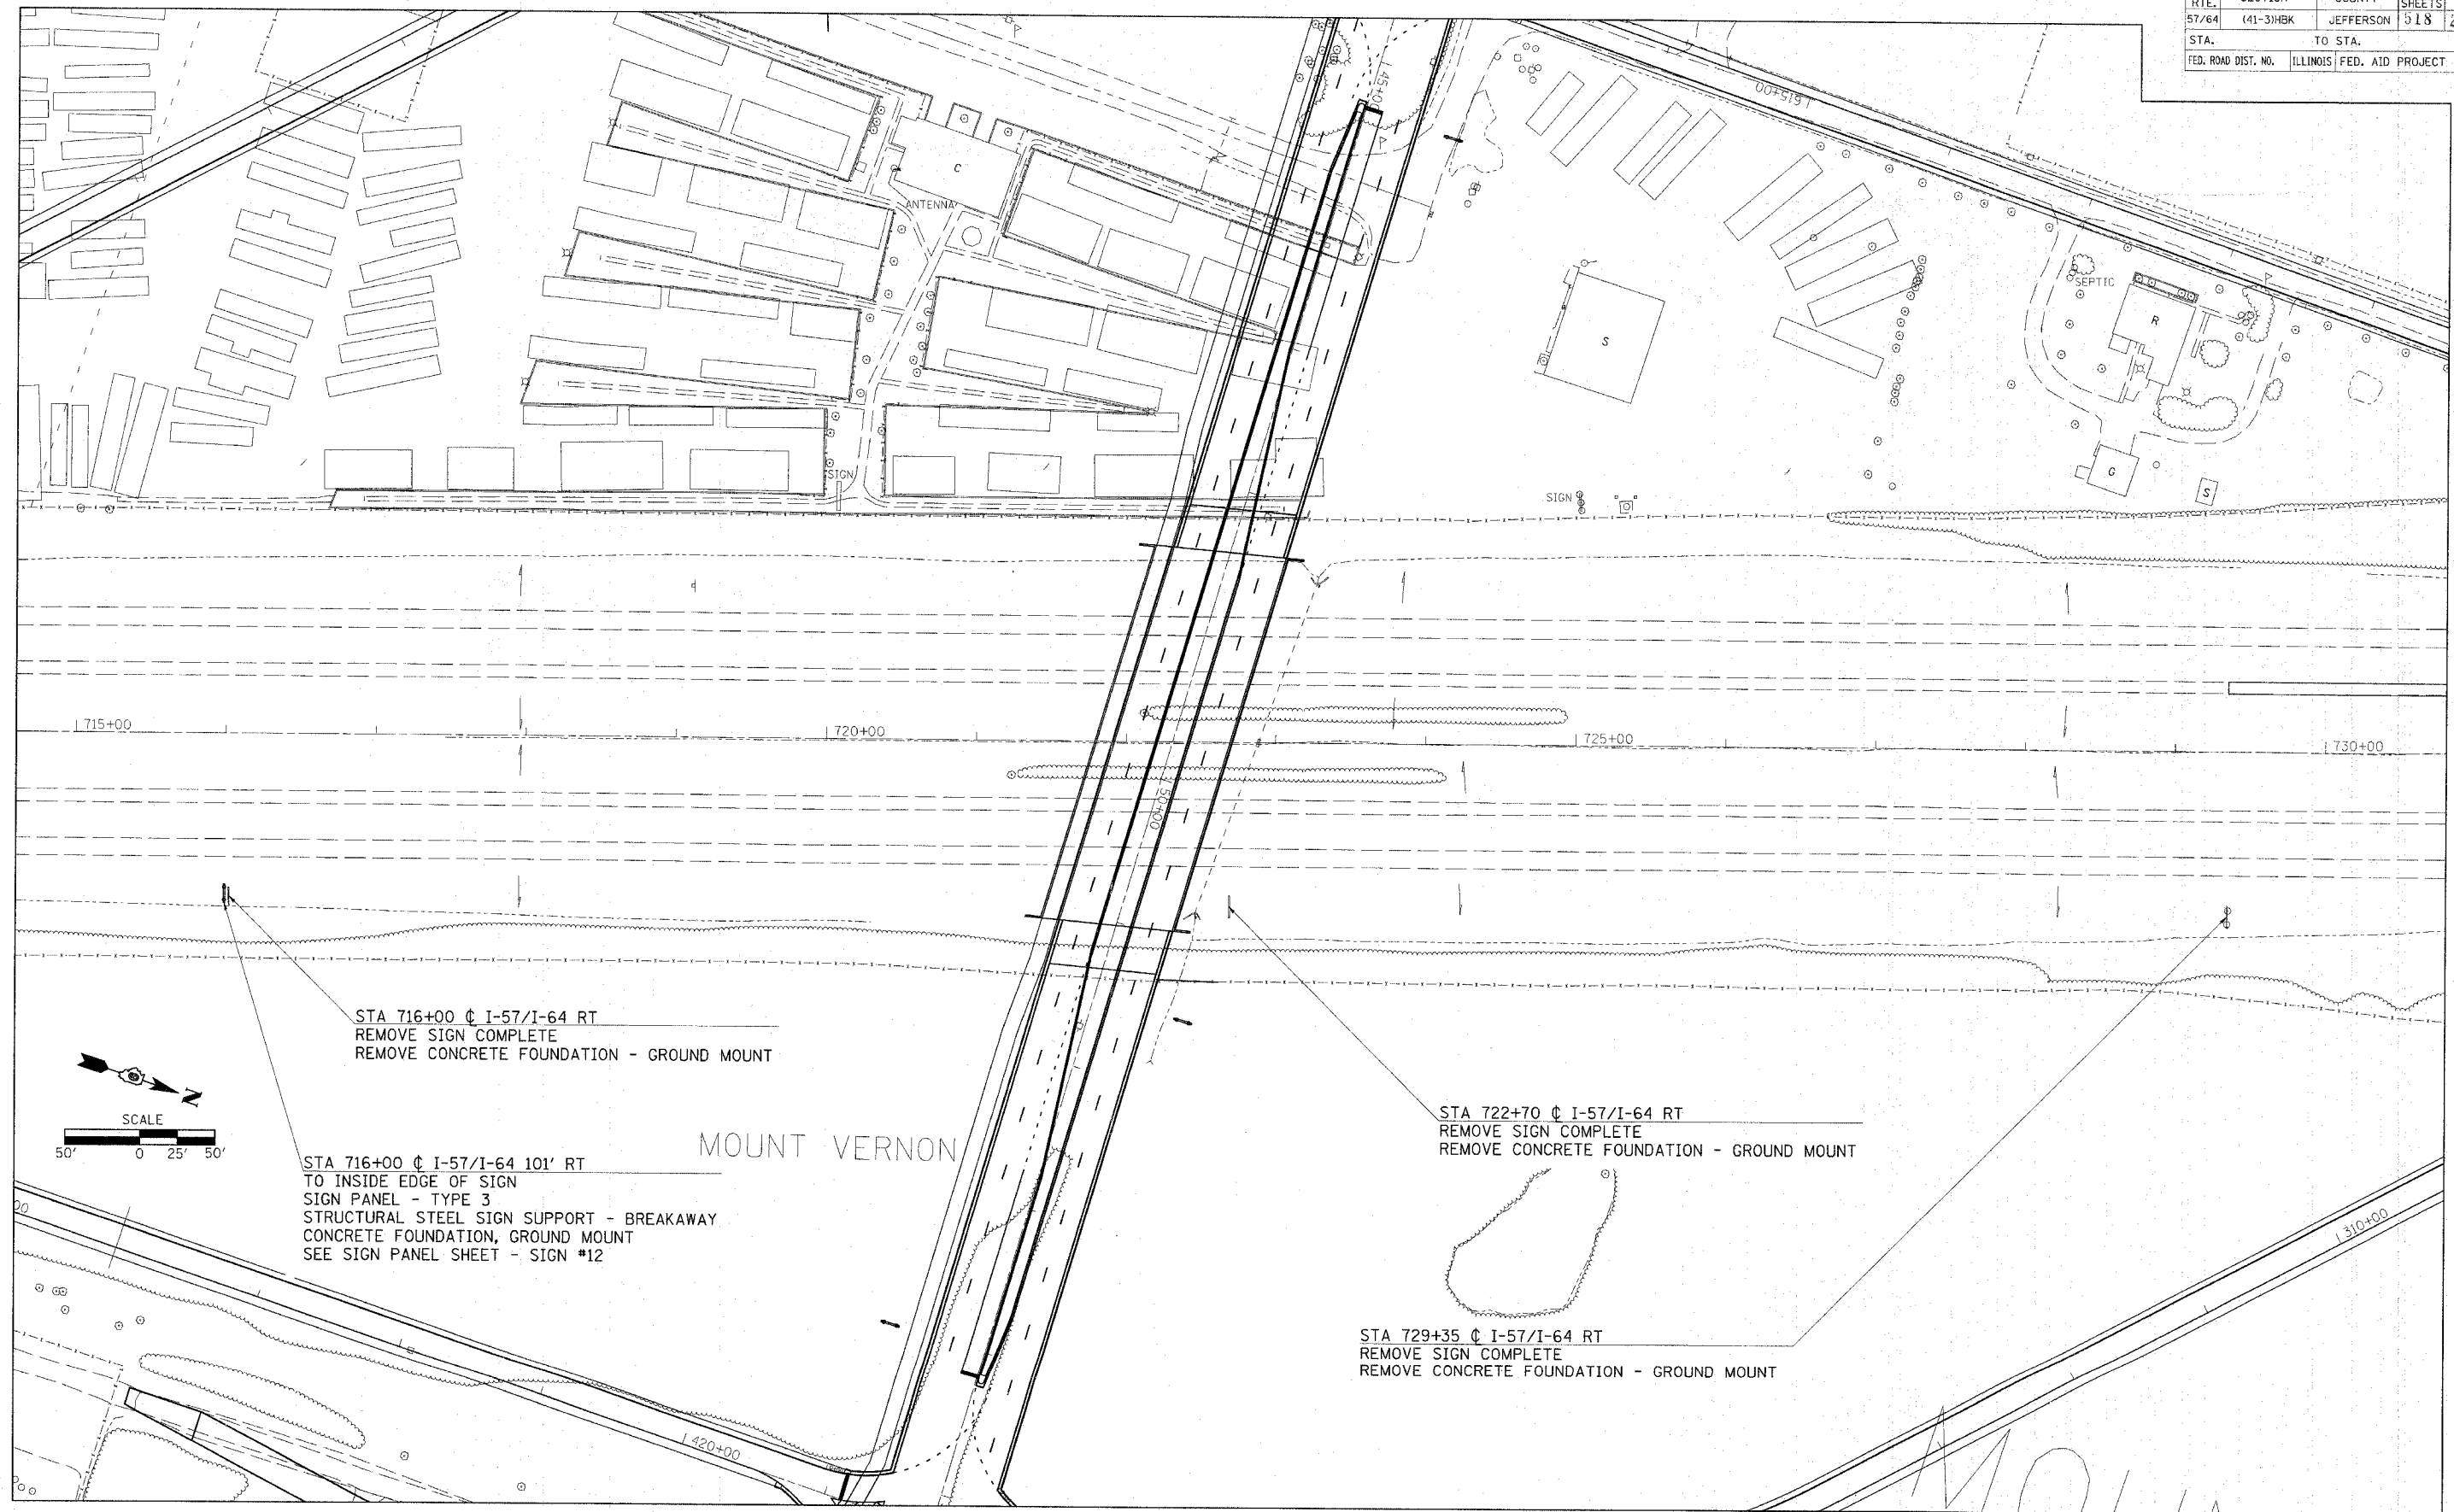 RTE.
SHEETS
57/64 (41-3)HBK JEFFERSON 518
STA. TO STA.
FED. ROAD DIST. NO. ILLINOIS FED. AID PROJECT
45+00
615+00
C
ANTENNA
SEPTIC
R
S
G
S
SIGN
SIGN
715+00
720+00
725+00
730+00
50+00
STA 716+00 ℄ I-57/I-64 RT
REMOVE SIGN COMPLETE
REMOVE CONCRETE FOUNDATION - GROUND MOUNT
N
SCALE
50' 0 25' 50'
STA 716+00 ℄ I-57/I-64 101' RT
TO INSIDE EDGE OF SIGN
SIGN PANEL - TYPE 3
STRUCTURAL STEEL SIGN SUPPORT - BREAKAWAY
CONCRETE FOUNDATION, GROUND MOUNT
SEE SIGN PANEL SHEET - SIGN #12
MOUNT VERNON
STA 722+70 ℄ I-57/I-64 RT
REMOVE SIGN COMPLETE
REMOVE CONCRETE FOUNDATION - GROUND MOUNT
310+00
STA 729+35 ℄ I-57/I-64 RT
REMOVE SIGN COMPLETE
REMOVE CONCRETE FOUNDATION - GROUND MOUNT
420+00